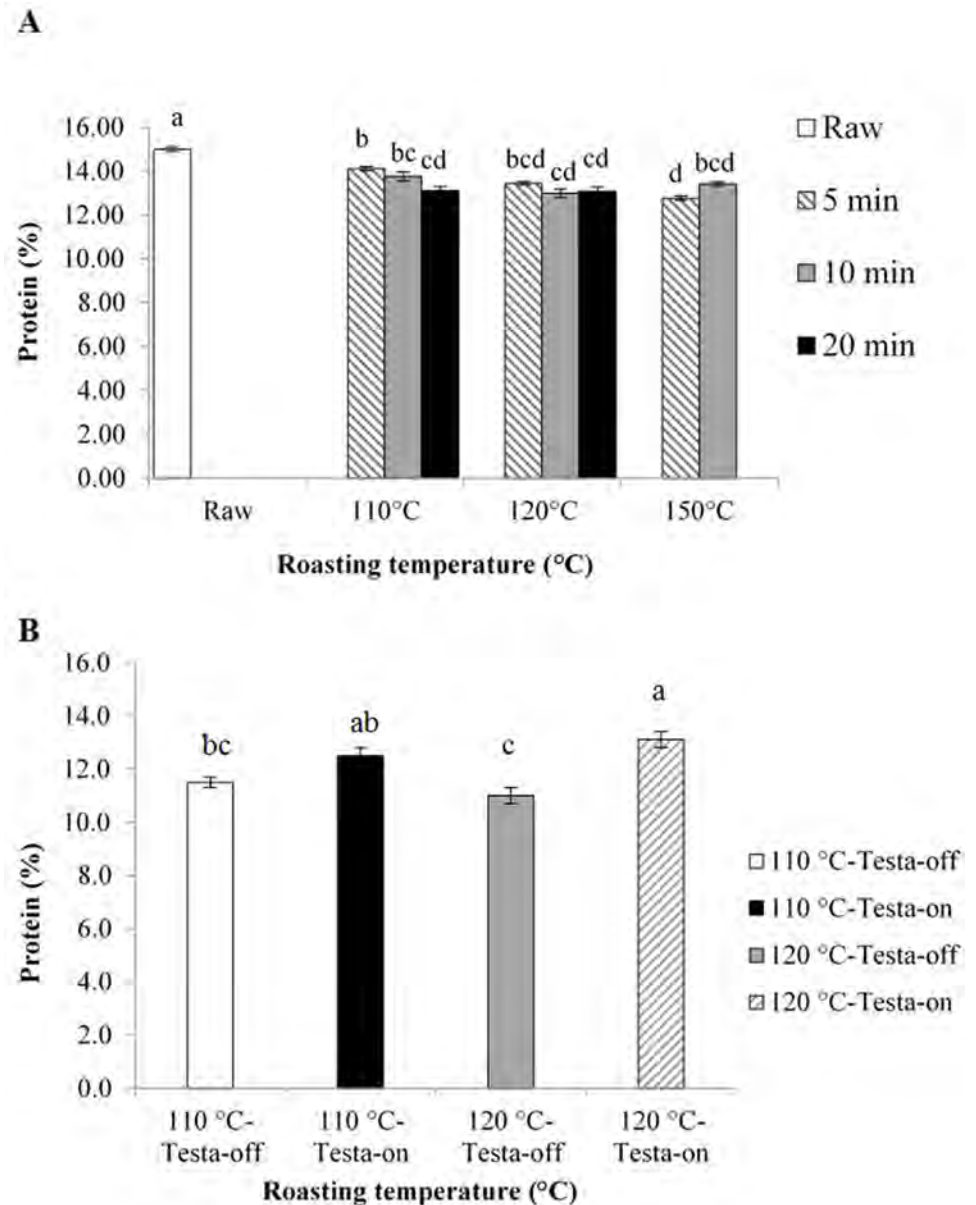 A
16.00
14.00
12.00
10.00
8.00
6.00
4.00
2.00
0.00
Protein (%)
a
b
bc
cd
bcd
cd
cd
d
bcd
Raw
5 min
10 min
20 min
Raw
110°C
120°C
150°C
Roasting temperature (°C)
B
16.0
14.0
12.0
10.0
8.0
6.0
4.0
2.0
0.0
Protein (%)
bc
ab
c
a
110 °C-Testa-off
110 °C-Testa-on
120 °C-Testa-off
120 °C-Testa-on
110 °C-
Testa-off
110 °C-
Testa-on
120 °C-
Testa-off
120 °C-
Testa-on
Roasting temperature (°C)